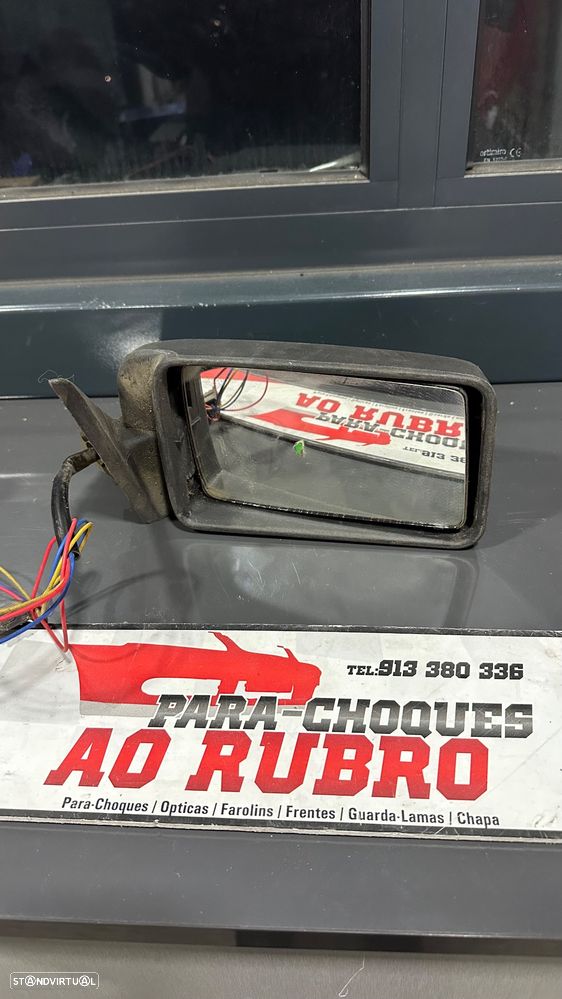 TEL:913 380 336
PARA-CHOQUES
AO RUBRO
Para-Choques / Opticas / Farolins / Frentes / Guarda-Lamas / Chapa
STANDVIRTUAL